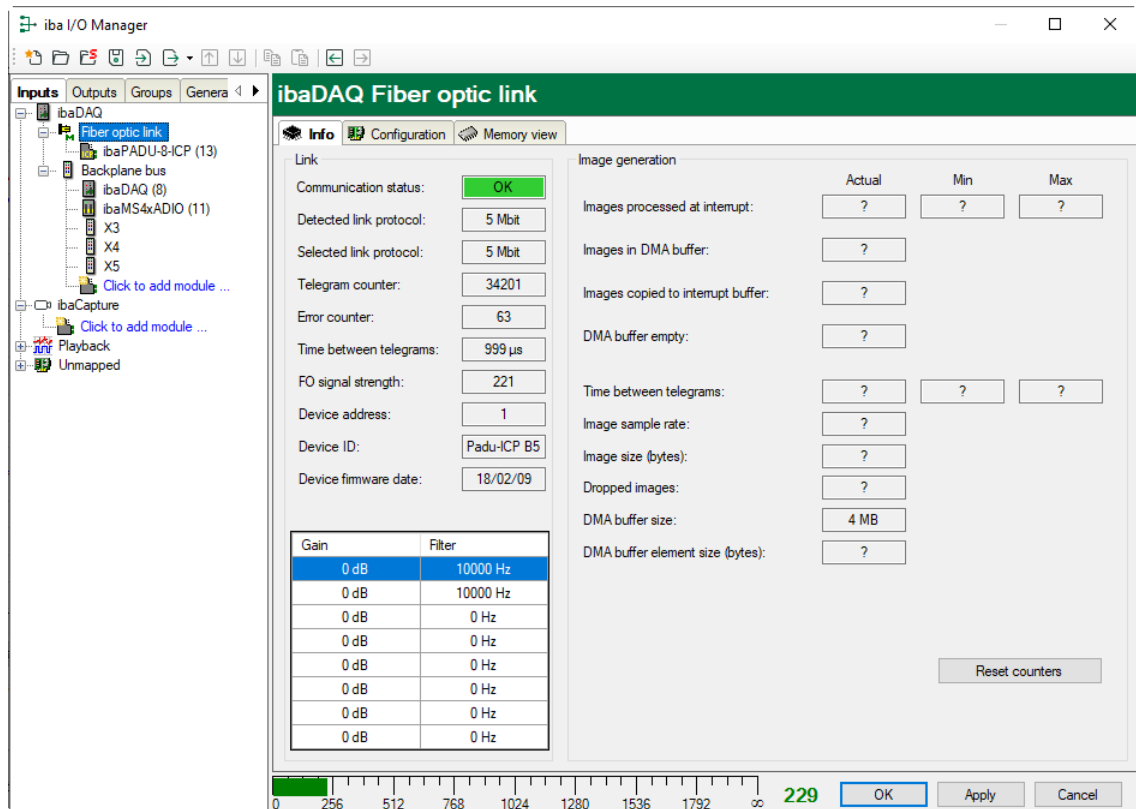 iba I/O Manager
Inputs Outputs Groups Genera
ibaDAQ
Fiber optic link
ibaPADU-8-ICP (13)
Backplane bus
ibaDAQ (8)
ibaMS4xADIO (11)
X3
X4
X5
Click to add module ...
ibaCapture
Click to add module ...
Playback
Unmapped
ibaDAQ Fiber optic link
Info Configuration Memory view
Link
Communication status: OK
Detected link protocol: 5 Mbit
Selected link protocol: 5 Mbit
Telegram counter: 34201
Error counter: 63
Time between telegrams: 999 µs
FO signal strength: 221
Device address: 1
Device ID: Padu-ICP B5
Device firmware date: 18/02/09
Gain Filter
0 dB 10000 Hz
0 dB 10000 Hz
0 dB 0 Hz
0 dB 0 Hz
0 dB 0 Hz
0 dB 0 Hz
0 dB 0 Hz
0 dB 0 Hz
Image generation
Actual Min Max
Images processed at interrupt: ? ? ?
Images in DMA buffer: ?
Images copied to interrupt buffer: ?
DMA buffer empty: ?
Time between telegrams: ? ? ?
Image sample rate: ?
Image size (bytes): ?
Dropped images: ?
DMA buffer size: 4 MB
DMA buffer element size (bytes): ?
Reset counters
0 256 512 768 1024 1280 1536 1792 ∞ 229 OK Apply Cancel